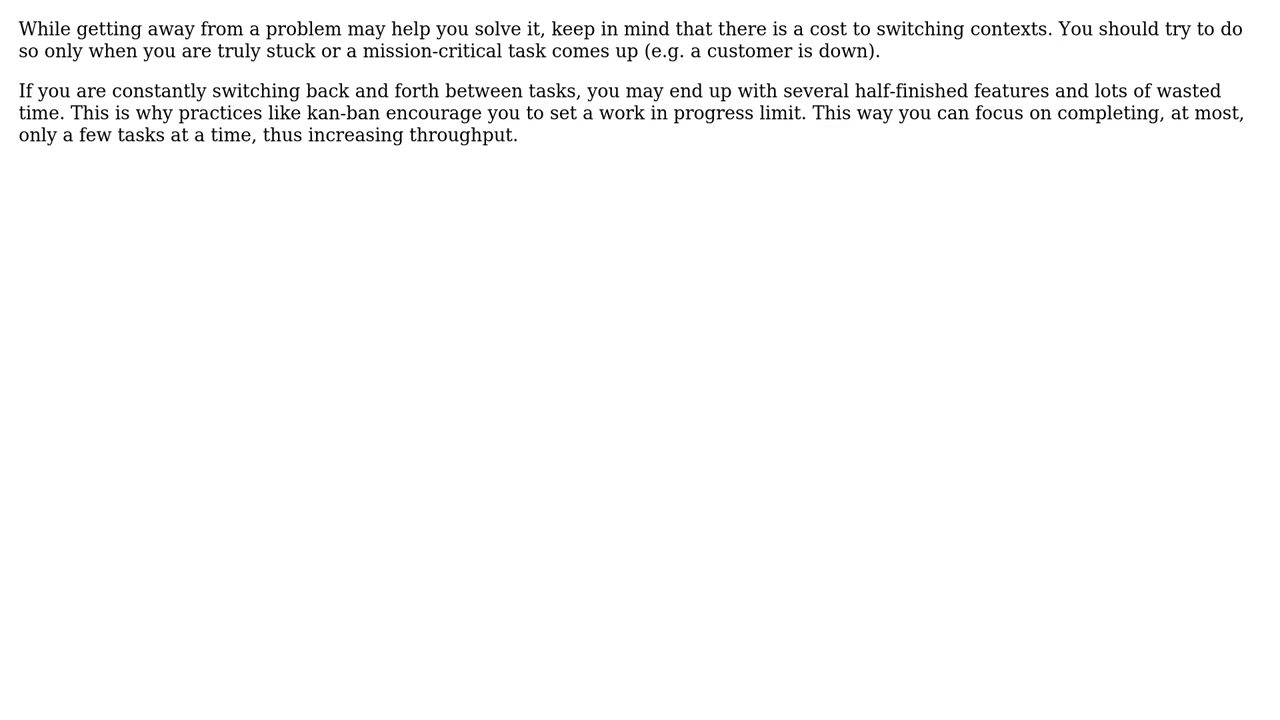 While getting away from a problem may help you solve it, keep in mind that there is a cost to switching contexts. You should try to do
so only when you are truly stuck or a mission-critical task comes up (e.g. a customer is down).
If you are constantly switching back and forth between tasks, you may end up with several half-finished features and lots of wasted
time. This is why practices like kan-ban encourage you to set a work in progress limit. This way you can focus on completing, at most,
only a few tasks at a time, thus increasing throughput.